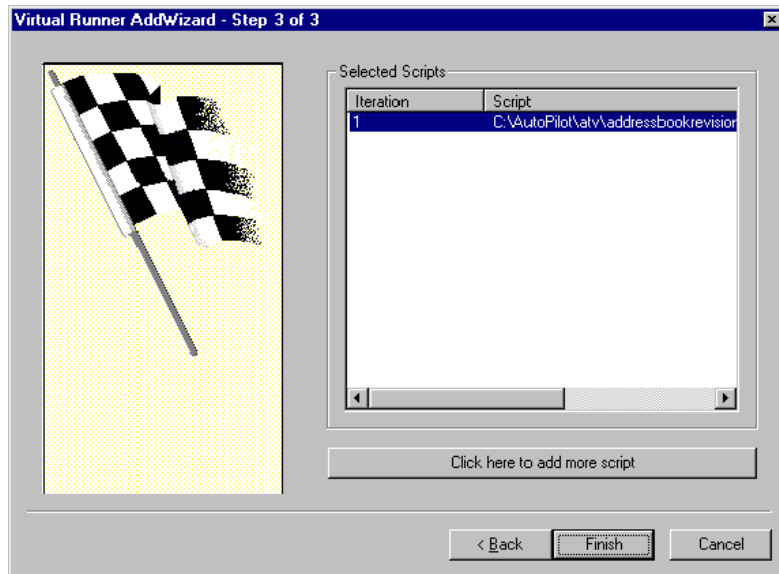 Virtual Runner AddWizard - Step 3 of 3
Selected Scripts
Iteration Script
1 C:\AutoPilot\atv\addressbookrevision
Click here to add more script
< Back Finish Cancel